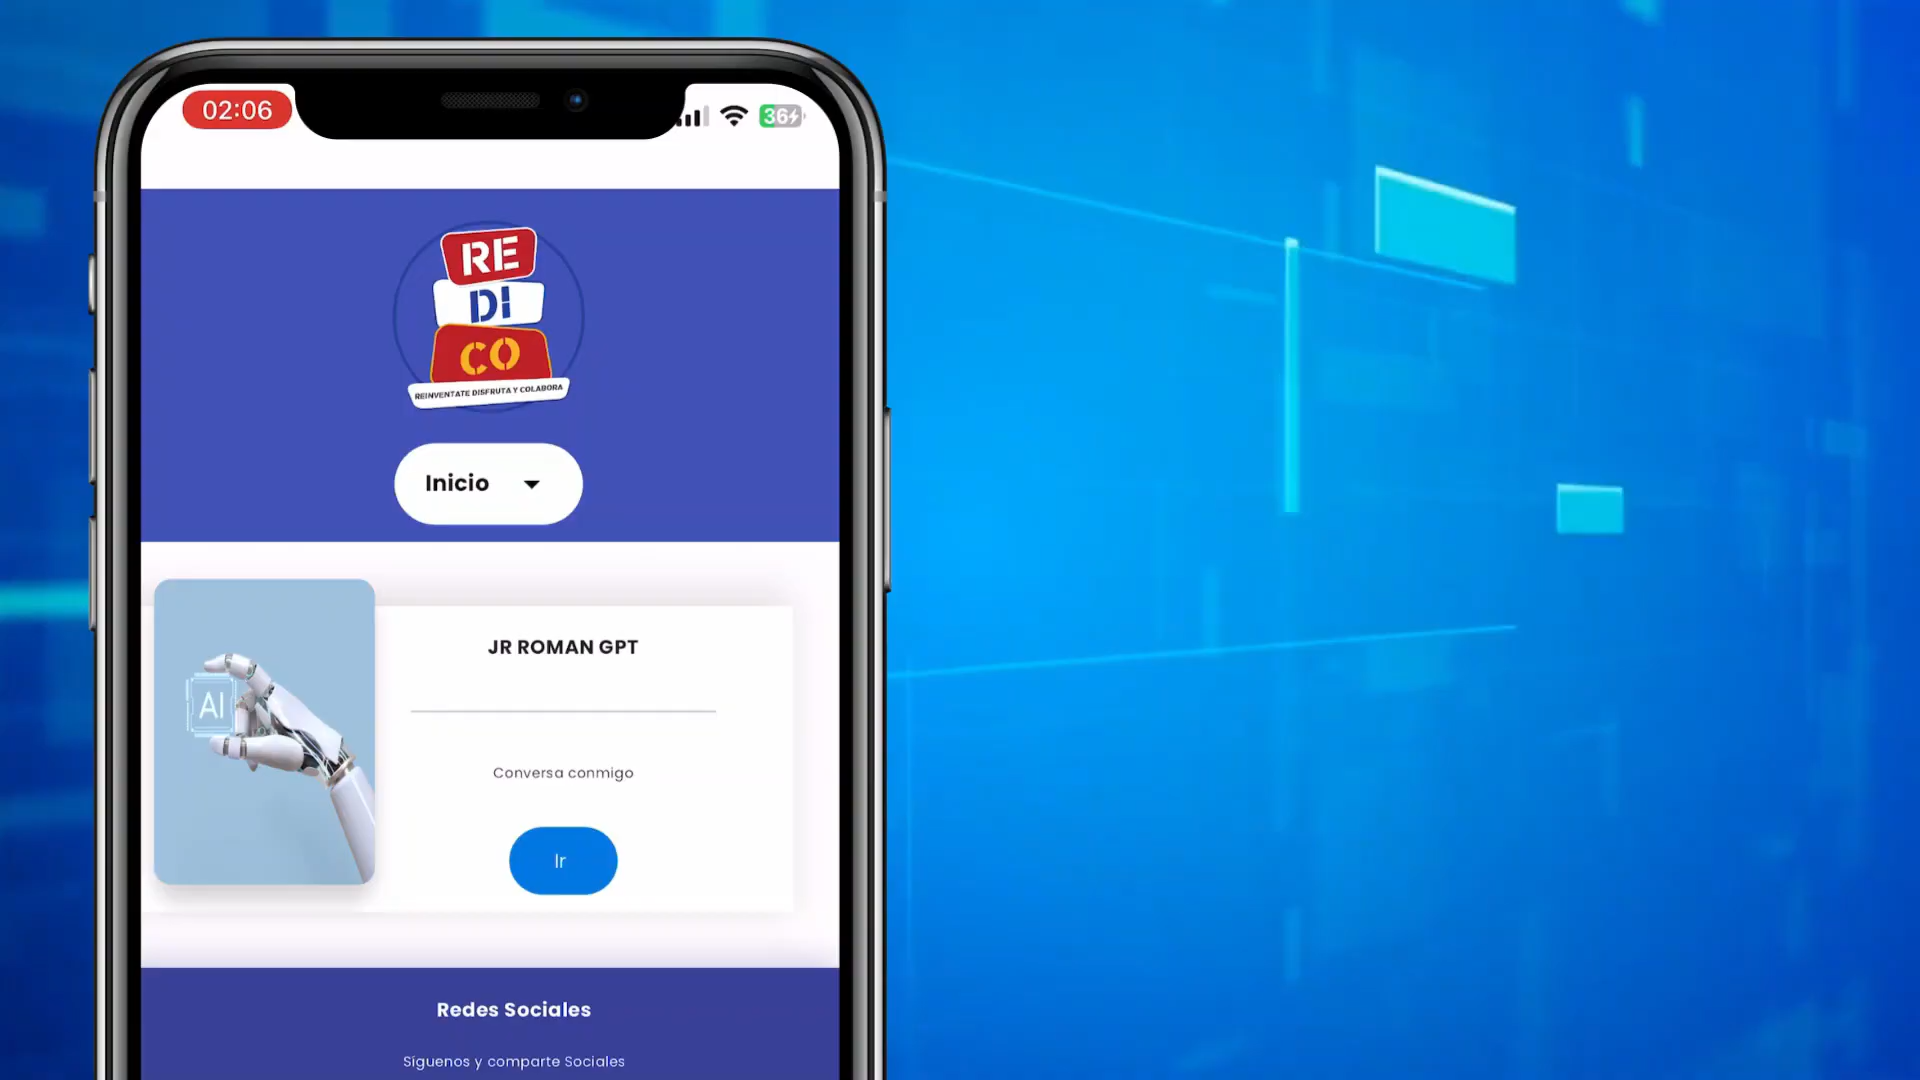 02:06
36
RE
DI
CO
REINVENTATE DISFRUTA Y COLABORA
Inicio
AI
JR ROMAN GPT
Conversa conmigo
Ir
Redes Sociales
Síguenos y comparte Sociales